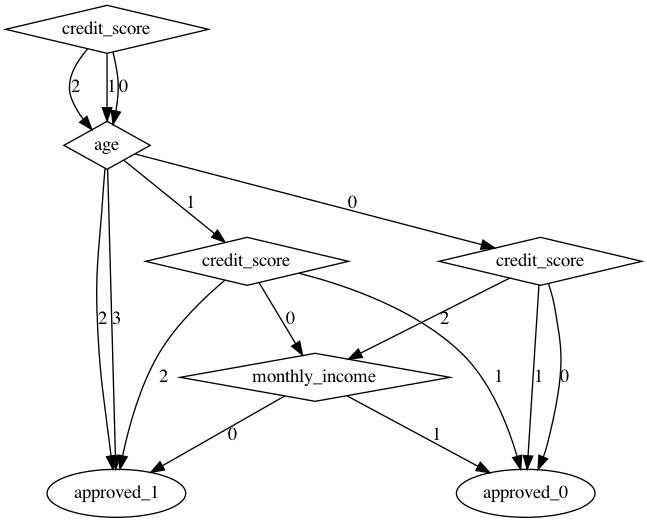 credit_score
2 1 0
age
1 0
credit_score credit_score
2 3 0 2
monthly_income
2 1 1 0
0 1
approved_1 approved_0